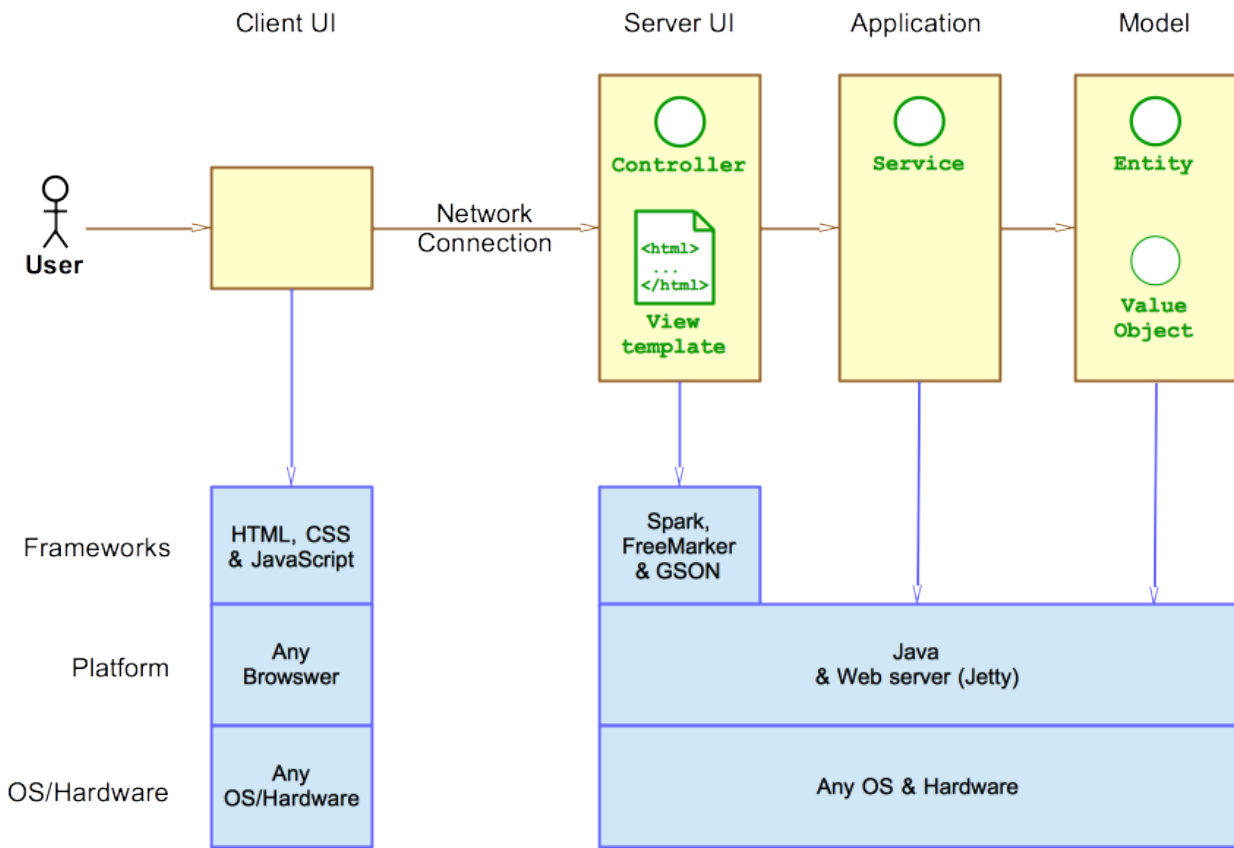 Client UI
Server UI
Application
Model
Controller
Service
Entity
User
Network
Connection
<html>
...
</html>
View
template
Value
Object
Frameworks
HTML, CSS
& JavaScript
Spark,
FreeMarker
& GSON
Platform
Any
Browswer
Java
& Web server (Jetty)
OS/Hardware
Any
OS/Hardware
Any OS & Hardware